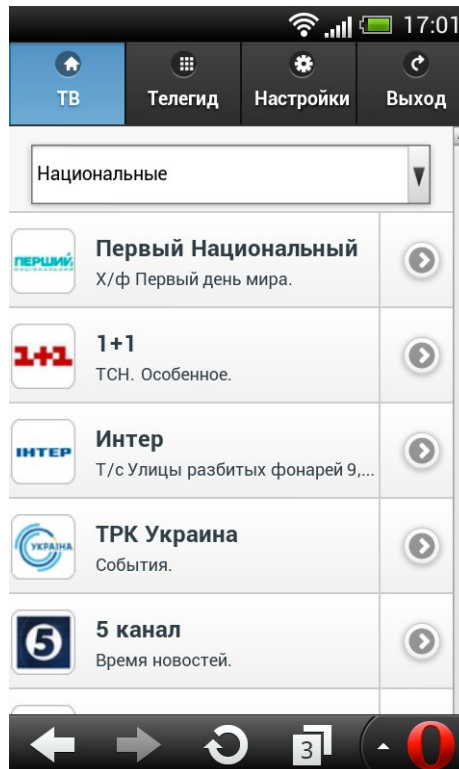 17:01
ТВ Телегид Настройки Выход
Национальные
ПЕРШИЙ
Первый Национальный
Х/ф Первый день мира.
1+1
1+1
ТСН. Особенное.
ІНТЕР
Интер
Т/с Улицы разбитых фонарей 9,...
УКРАЇНА
ТРК Украина
События.
5
5 канал
Время новостей.
3